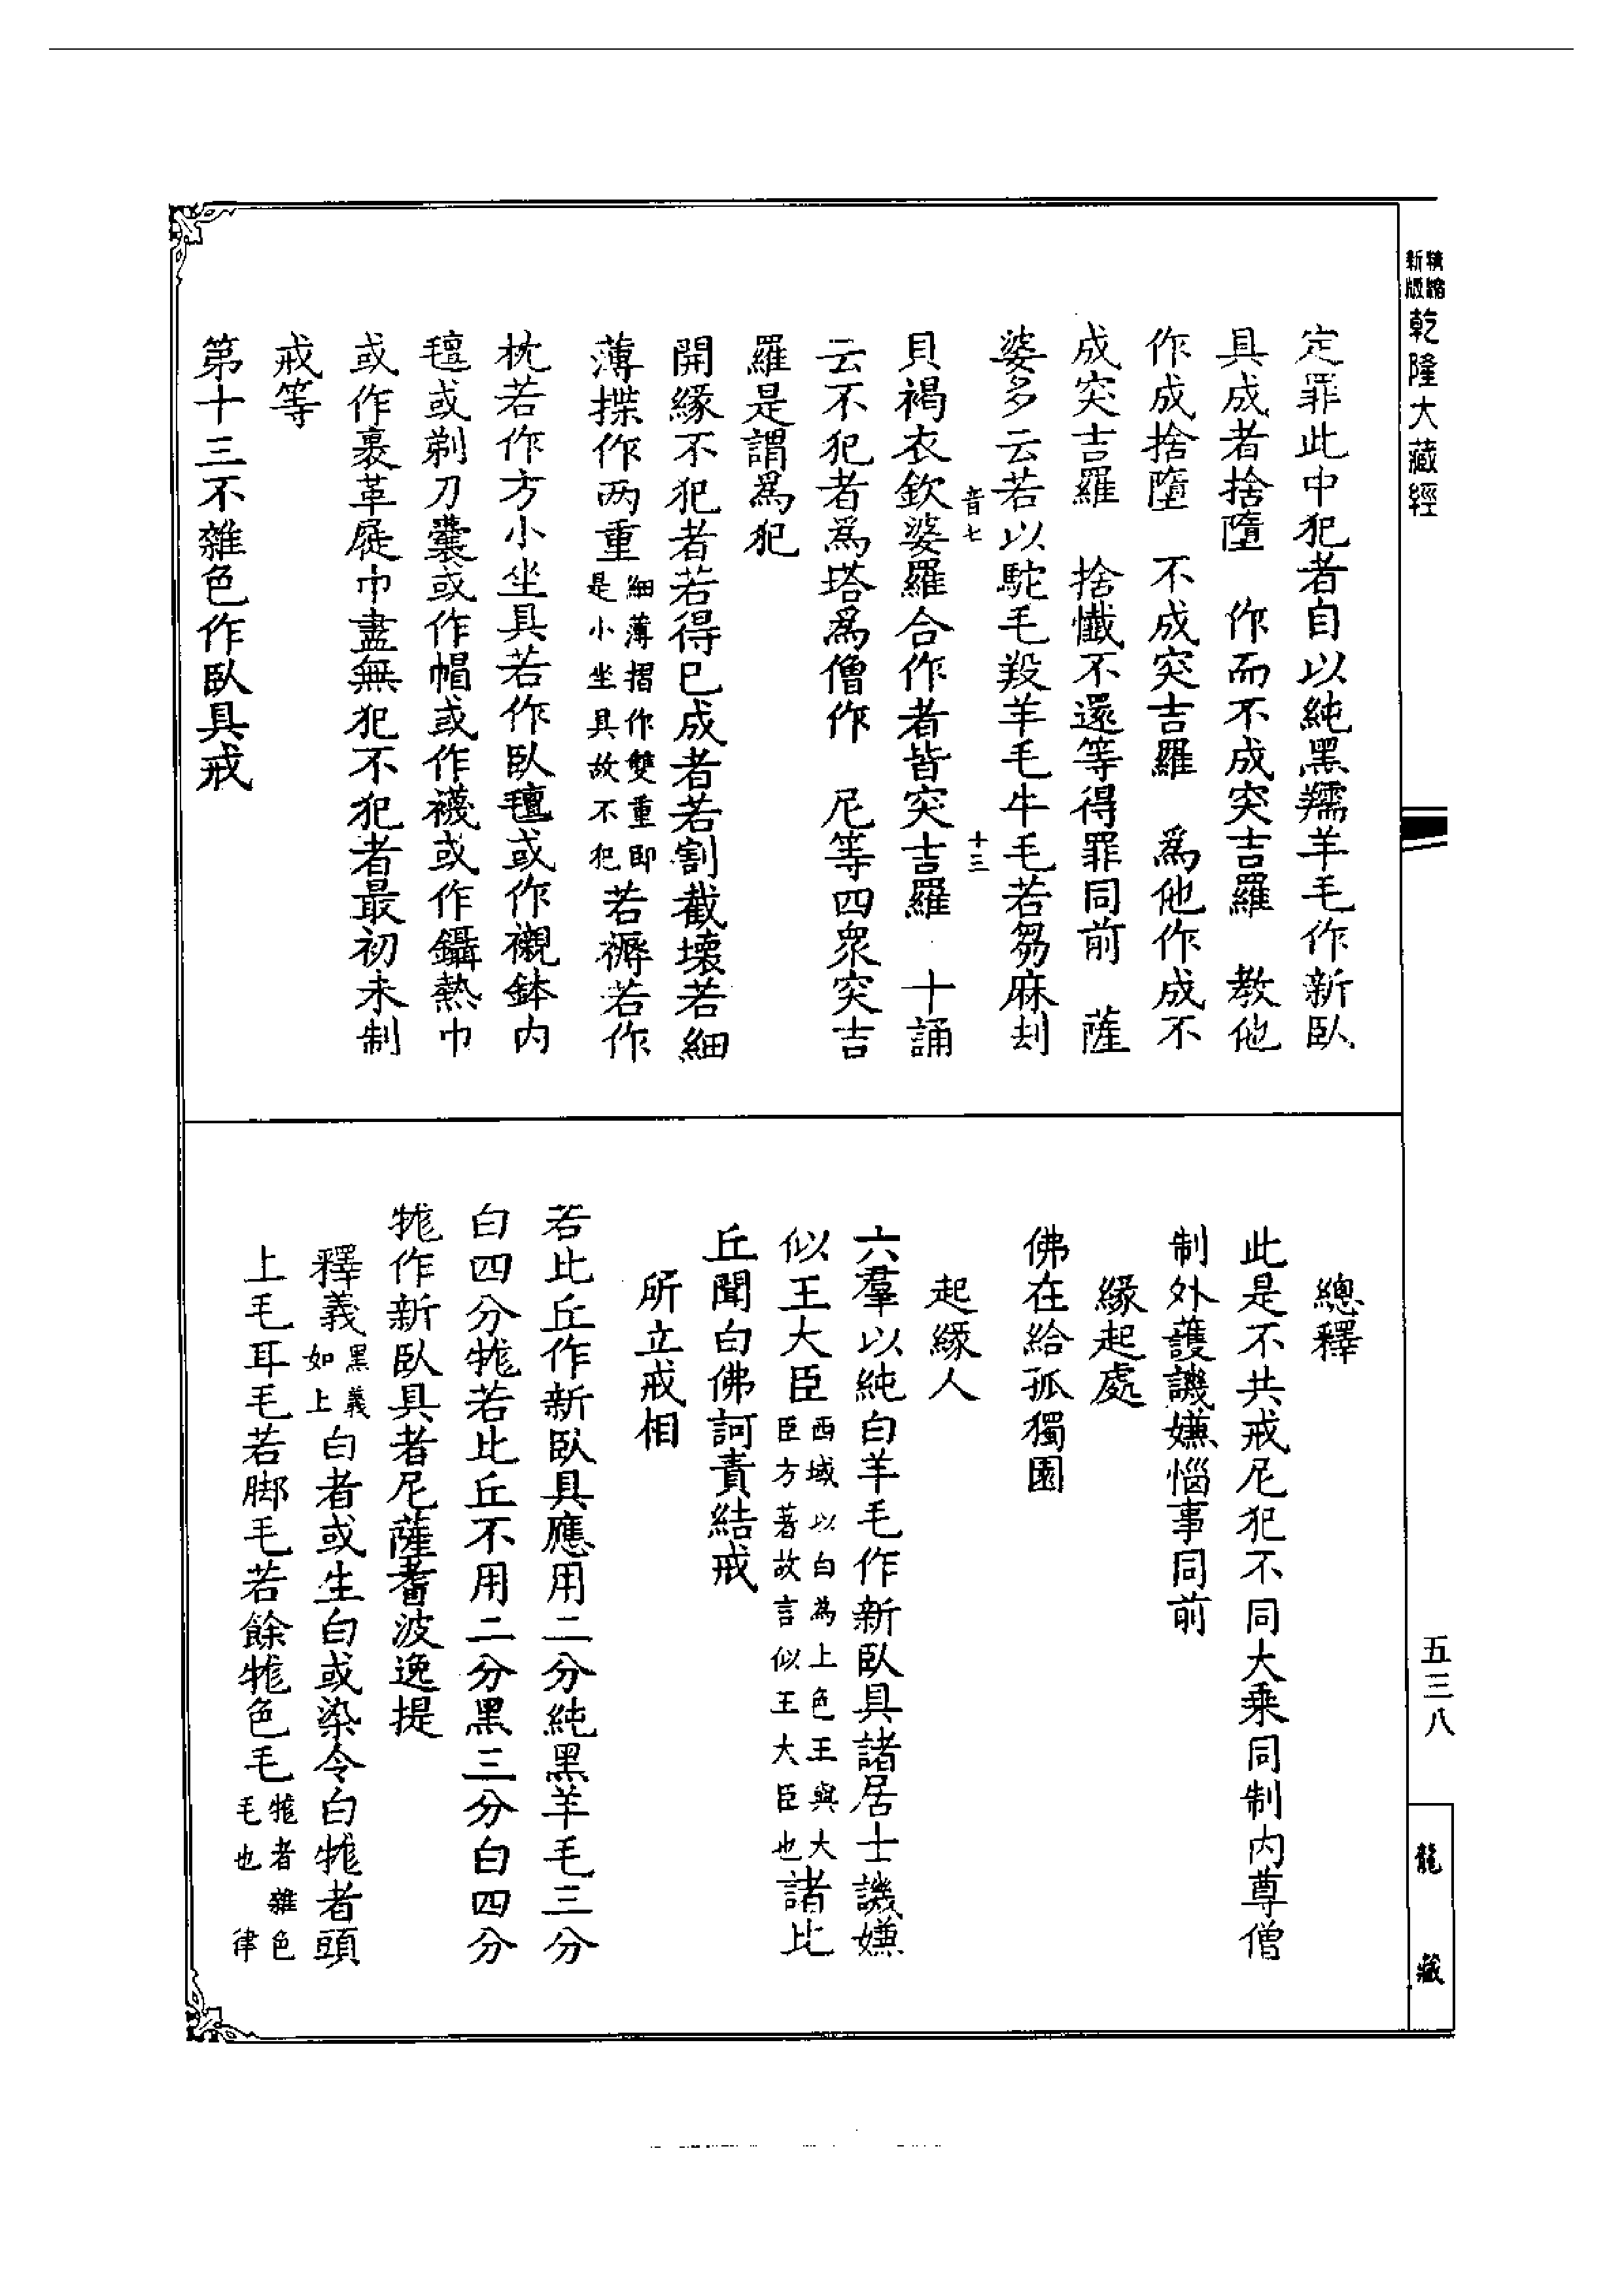 新版精縮
乾隆大藏經
定罪此中犯者自以純黑羺羊毛作新臥
具成者捨墮　作而不成突吉羅　教他
作成捨墮　不成突吉羅　為他作成不
成突吉羅　捨懺不還等得罪同前　薩
婆多云若以駝毛羖羊毛牛毛若芻麻刦
音七　十三
貝褐衣欽婆羅合作者皆突吉羅　十誦
云不犯者為塔為僧作　尼等四眾突吉
羅是謂為犯
開緣不犯者若得已成者若割截壞若細
薄揲作兩重細薄摺作雙重即是小坐具故不犯若褥若作
枕若作方小坐具若作臥氊或作襯鉢內
氊或剃刀囊或作帽或作襪或作鑷熱巾
或作裹革屣巾盡無犯不犯者最初未制
戒等
第十三不雜色作臥具戒
總釋
此是不共戒尼犯不同大乘同制內尊僧
制外護譏嫌惱事同前
緣起處
佛在給孤獨園
起緣人
六羣以純白羊毛作新臥具諸居士譏嫌
似王大臣西域以白為上色王與大臣方著故言似王大臣也諸比
丘聞白佛訶責結戒
所立戒相
若比丘作新臥具應用二分純黑羊毛三分
白四分牻若比丘不用二分黑三分白四分
牻作新臥具者尼薩耆波逸提
釋義黑義如上白者或生白或染令白牻者頭
上毛耳毛若脚毛若餘牻色毛牻者雜色毛也　律
五三八
龍藏